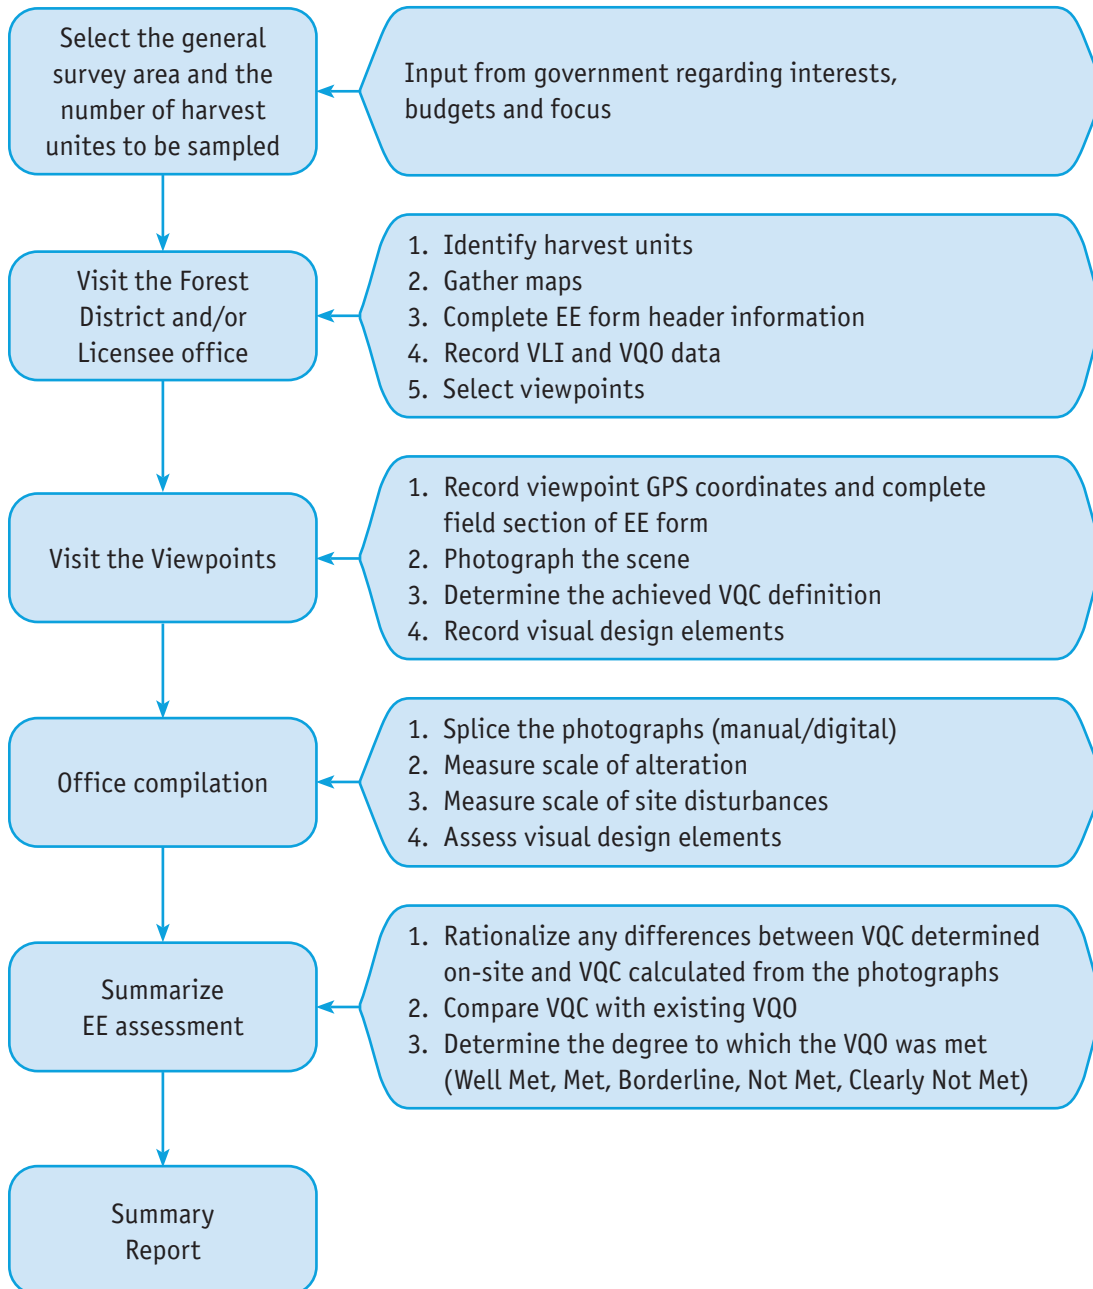 Select the general
survey area and the
number of harvest
unites to be sampled
Input from government regarding interests,
budgets and focus
Visit the Forest
District and/or
Licensee office
1. Identify harvest units
2. Gather maps
3. Complete EE form header information
4. Record VLI and VQO data
5. Select viewpoints
Visit the Viewpoints
1. Record viewpoint GPS coordinates and complete
field section of EE form
2. Photograph the scene
3. Determine the achieved VQC definition
4. Record visual design elements
Office compilation
1. Splice the photographs (manual/digital)
2. Measure scale of alteration
3. Measure scale of site disturbances
4. Assess visual design elements
Summarize
EE assessment
1. Rationalize any differences between VQC determined
on-site and VQC calculated from the photographs
2. Compare VQC with existing VQO
3. Determine the degree to which the VQO was met
(Well Met, Met, Borderline, Not Met, Clearly Not Met)
Summary
Report